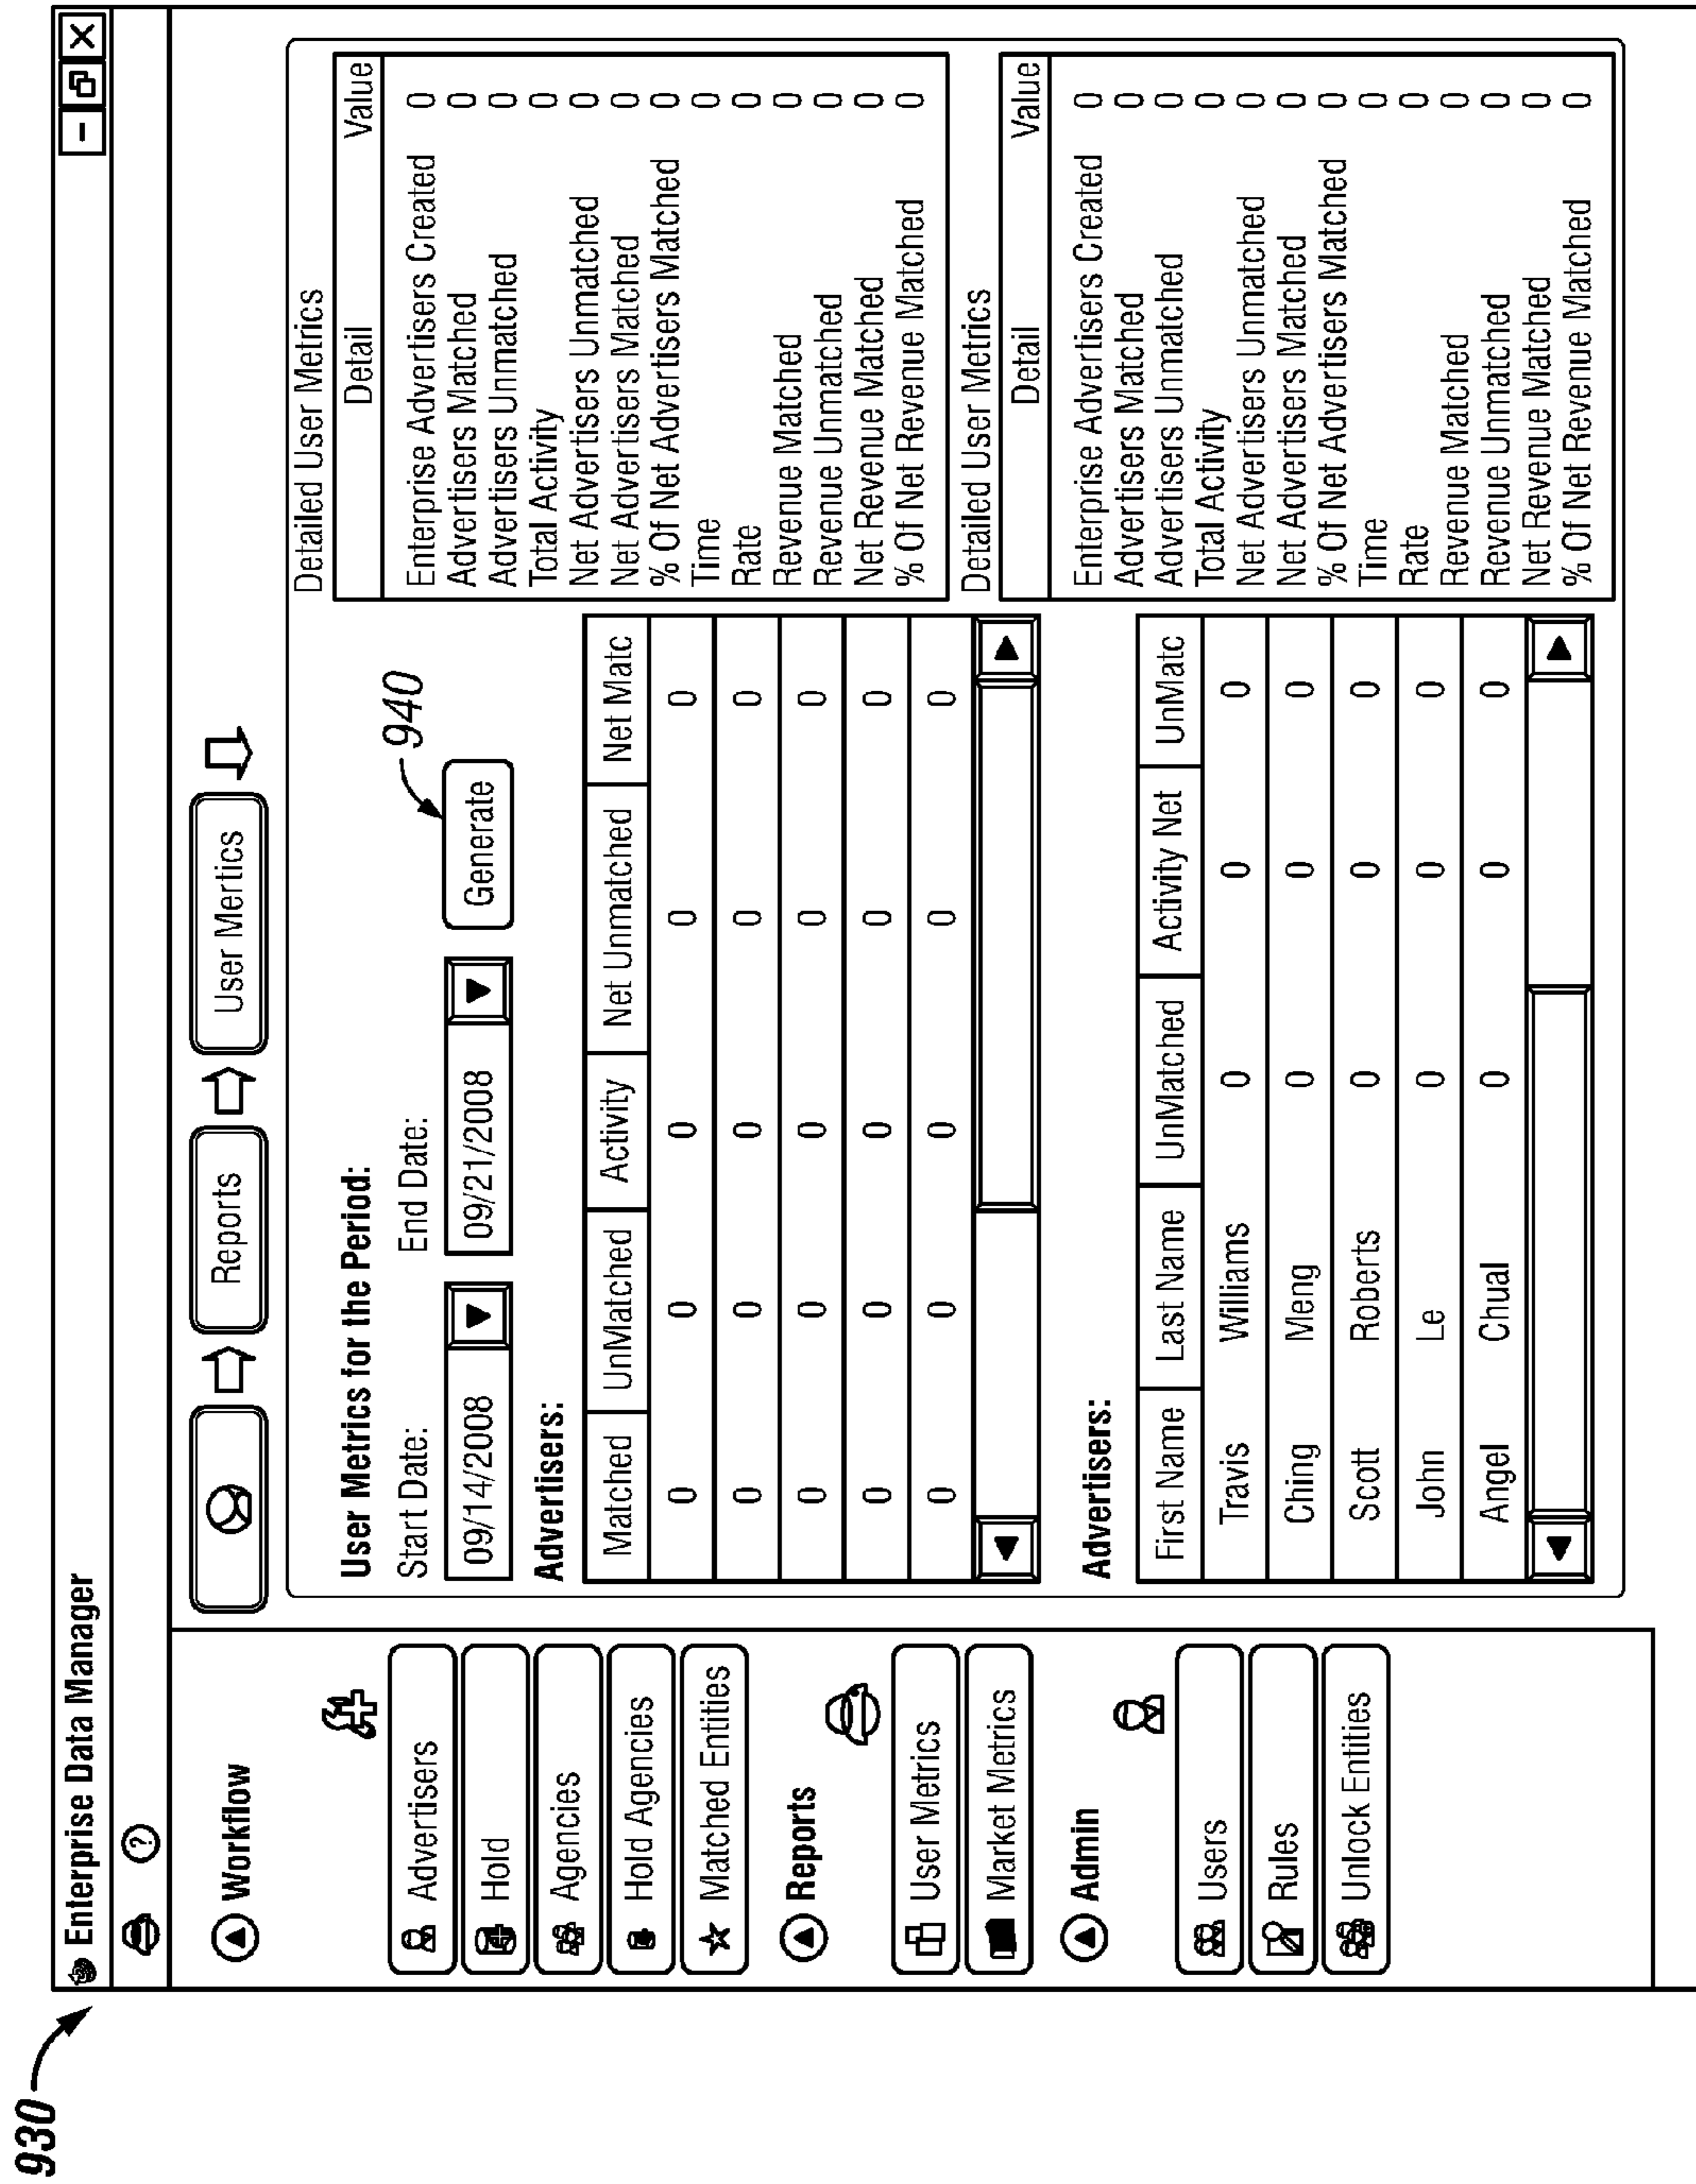 930
Enterprise Data Manager
?
Workflow
Advertisers
Hold
Agencies
Hold Agencies
Matched Entities
Reports
User Metrics
Market Metrics
Admin
Users
Rules
Unlock Entities
Reports User Mertics
User Metrics for the Period:
Start Date: End Date:
09/14/2008 09/21/2008 Generate
940
Advertisers:
Matched UnMatched Activity Net Unmatched Net Matc
0 0 0 0 0
0 0 0 0 0
0 0 0 0 0
0 0 0 0 0
0 0 0 0 0
Advertisers:
First Name Last Name UnMatched Activity Net UnMatc
Travis Williams 0 0 0
Ching Meng 0 0 0
Scott Roberts 0 0 0
John Le 0 0 0
Angel Chual 0 0 0
Detailed User Metrics
Detail Value
Enterprise Advertisers Created 0
Advertisers Matched 0
Advertisers Unmatched 0
Total Activity 0
Net Advertisers Unmatched 0
Net Advertisers Matched 0
% Of Net Advertisers Matched 0
Time 0
Rate 0
Revenue Matched 0
Revenue Unmatched 0
Net Revenue Matched 0
% Of Net Revenue Matched 0
Detailed User Metrics
Detail Value
Enterprise Advertisers Created 0
Advertisers Matched 0
Advertisers Unmatched 0
Total Activity 0
Net Advertisers Unmatched 0
Net Advertisers Matched 0
% Of Net Advertisers Matched 0
Time 0
Rate 0
Revenue Matched 0
Revenue Unmatched 0
Net Revenue Matched 0
% Of Net Revenue Matched 0